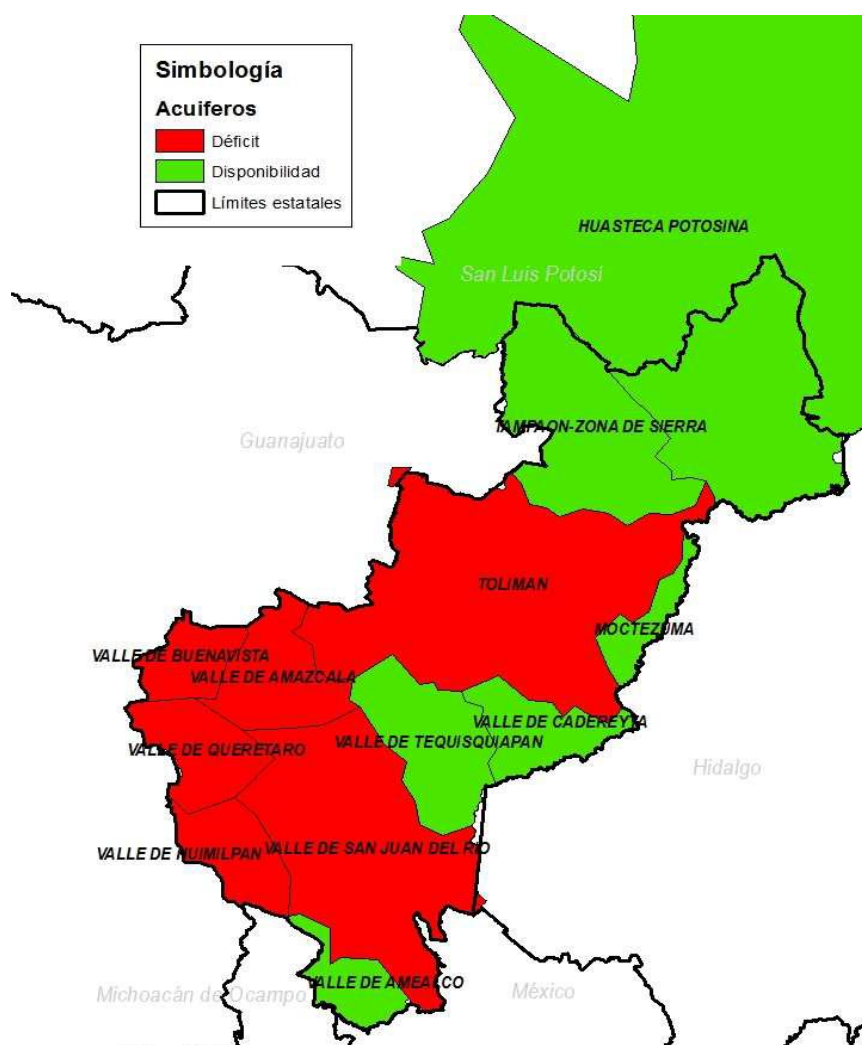 Simbología
Acuiferos
Déficit
Disponibilidad
Límites estatales
HUASTECA POTOSINA
San Luis Potosí
TAMPAON-ZONA DE SIERRA
Guanajuato
TOLIMAN
MOCTEZUMA
VALLE DE BUENAVISTA
VALLE DE AMAZCALA
VALLE DE CADEREYTA
VALLE DE TEQUISQUIAPAN
VALLE DE QUERETARO
Hidalgo
VALLE DE HUIMILPAN
VALLE DE SAN JUAN DEL RIO
VALLE DE AMEALCO
Michoacán de Ocampo
México